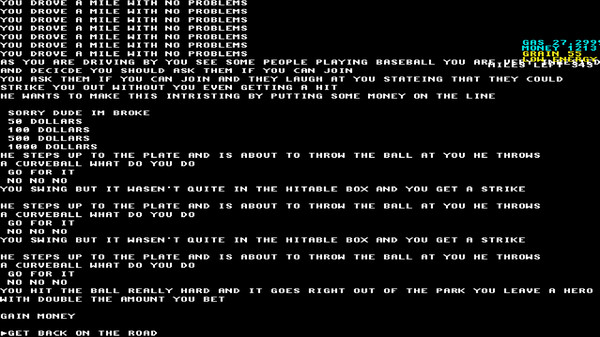 YOU DROVE A MILE WITH NO PROBLEMS
YOU DROVE A MILE WITH NO PROBLEMS
YOU DROVE A MILE WITH NO PROBLEMS
YOU DROVE A MILE WITH NO PROBLEMS
YOU DROVE A MILE WITH NO PROBLEMS
YOU DROVE A MILE WITH NO PROBLEMS
YOU DROVE A MILE WITH NO PROBLEMS
GAS 27.2999
MONEY 1213
GRAIN 55
LOW ENERGY
MILES LEFT 343
AS YOU ARE DRIVING BY YOU SEE SOME PEOPLE PLAYING BASEBALL YOU ARE
AND DECICDE YOU SHOULD ASK THEM IF YOU CAN JOIN
YOU ASK THEM IF YOU CAN JOIN AND THEY LAUGH AT YOU STATEING THAT THEY COULD
STRIKE YOU OUT WITHOUT YOU EVEN GETTING A HIT
HE WANTS TO MAKE THIS INTRISTING BY PUTTING SOME MONEY ON THE LINE
SORRY DUDE IM BROKE
50 DOLLARS
100 DOLLARS
500 DOLLARS
1000 DOLLARS
HE STEPS UP TO THE PLATE AND IS ABOUT TO THROW THE BALL AT YOU HE THROWS
A CURVEBALL WHAT DO YOU DO
GO FOR IT
NO NO NO
YOU SWING BUT IT WASEN'T QUITE IN THE HITABLE BOX AND YOU GET A STRIKE
HE STEPS UP TO THE PLATE AND IS ABOUT TO THROW THE BALL AT YOU HE THROWS
A CURVEBALL WHAT DO YOU DO
GO FOR IT
NO NO NO
YOU SWING BUT IT WASEN'T QUITE IN THE HITABLE BOX AND YOU GET A STRIKE
HE STEPS UP TO THE PLATE AND IS ABOUT TO THROW THE BALL AT YOU HE THROWS
A CURVEBALL WHAT DO YOU DO
GO FOR IT
NO NO NO
YOU HIT THE BALL REALLY HARD AND IT GOES RIGHT OUT OF THE PARK YOU LEAVE A HERO
WITH DOUBLE THE AMOUNT YOU BET
GAIN MONEY
►GET BACK ON THE ROAD